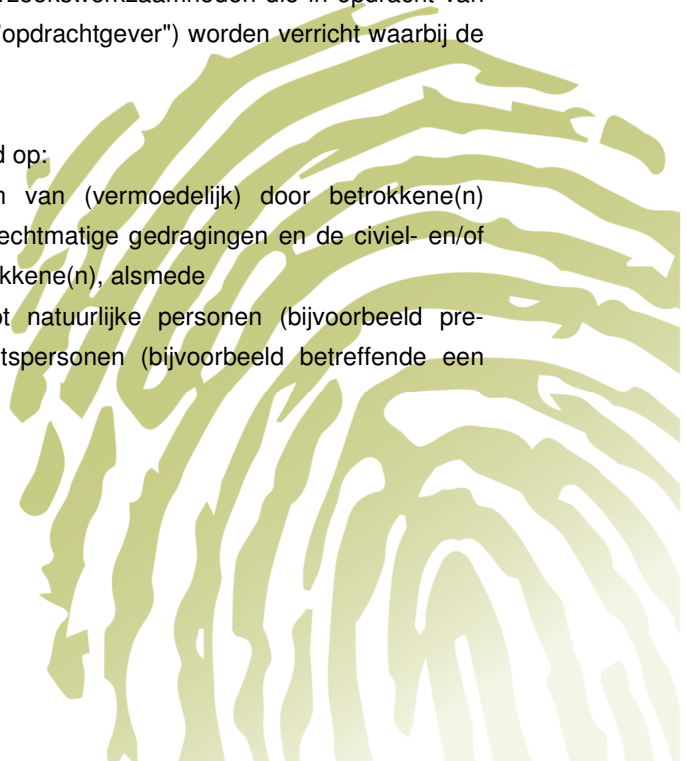 "opdrachtgever") worden verricht waarbij de
d op:
n van (vermoedelijk) door betrokkene(n)
echtmatige gedragingen en de civiel- en/of
kkene(n), alsmede
ot natuurlijke personen (bijvoorbeeld pre-
tspersonen (bijvoorbeeld betreffende een